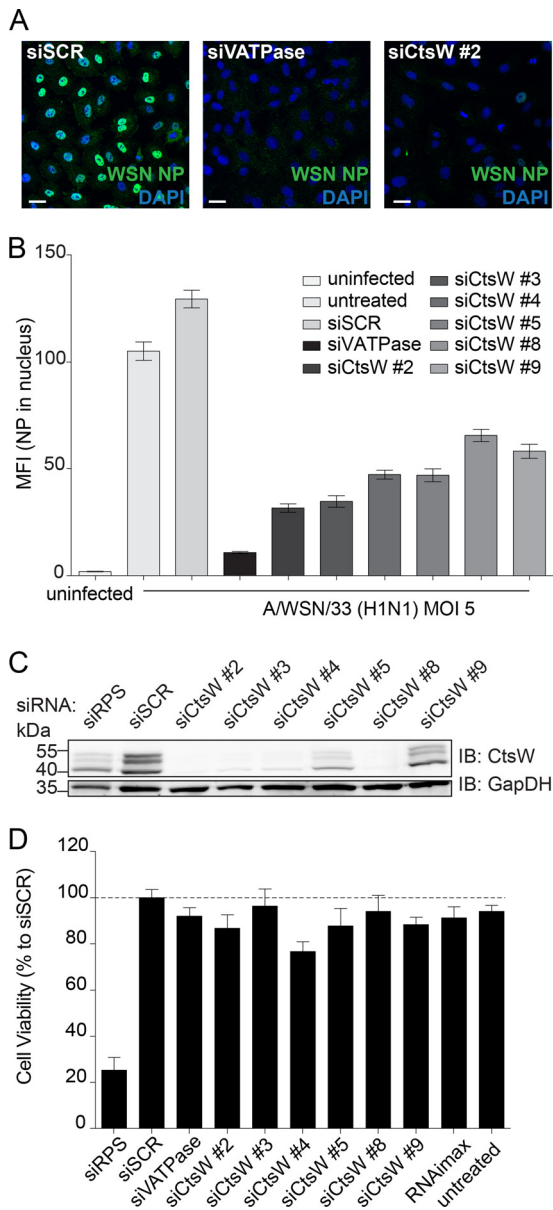 A
siSCR
siVATPase
siCtsW #2
WSN NP
DAPI
WSN NP
DAPI
WSN NP
DAPI
B
MFI (NP in nucleus)
150
100
50
0
uninfected
untreated
siSCR
siVATPase
siCtsW #2
siCtsW #3
siCtsW #4
siCtsW #5
siCtsW #8
siCtsW #9
uninfected
A/WSN/33 (H1N1) MOI 5
C
siRNA:
siRPS
siSCR
siCtsW #2
siCtsW #3
siCtsW #4
siCtsW #5
siCtsW #8
siCtsW #9
kDa
55
40
35
IB: CtsW
IB: GapDH
D
Cell Viability (% to siSCR)
120
100
80
60
40
20
0
siRPS
siSCR
siVATPase
siCtsW #2
siCtsW #3
siCtsW #4
siCtsW #5
siCtsW #8
siCtsW #9
RNAimax
untreated